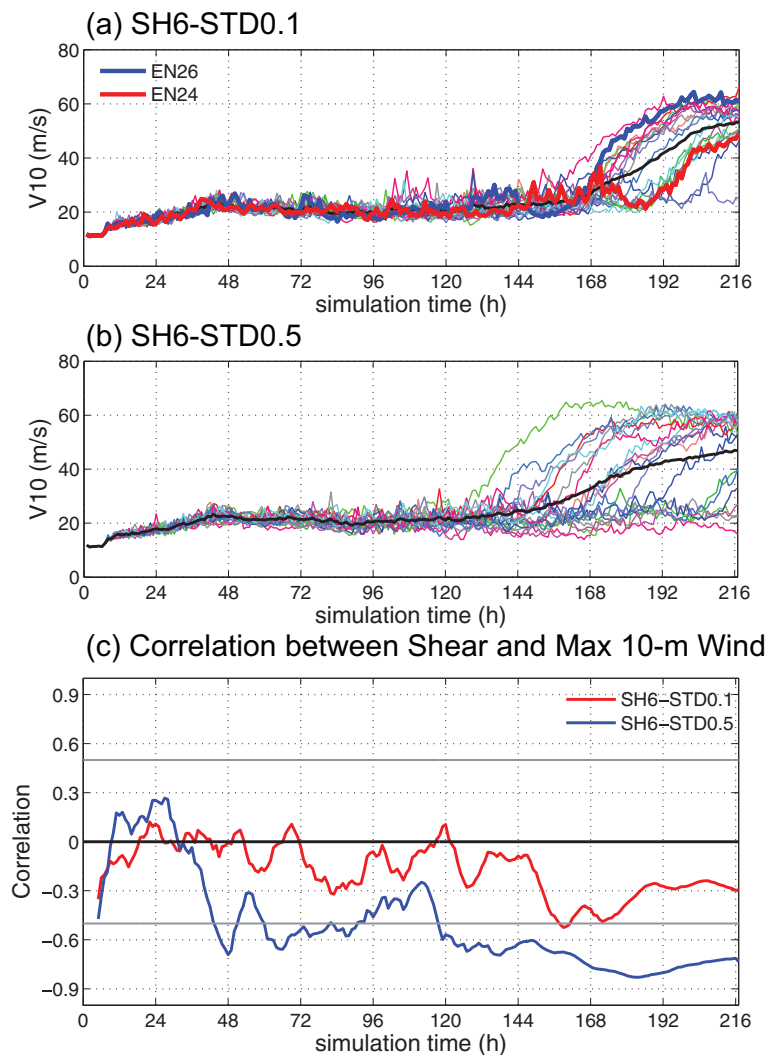 (a) SH6-STD0.1
80
60
40
20
0
V10 (m/s)
EN26
EN24
0 24 48 72 96 120 144 168 192 216
simulation time (h)
(b) SH6-STD0.5
80
60
40
20
0
V10 (m/s)
0 24 48 72 96 120 144 168 192 216
simulation time (h)
(c) Correlation between Shear and Max 10-m Wind
0.9
0.6
0.3
0
−0.3
−0.6
−0.9
Correlation
SH6−STD0.1
SH6−STD0.5
0 24 48 72 96 120 144 168 192 216
simulation time (h)